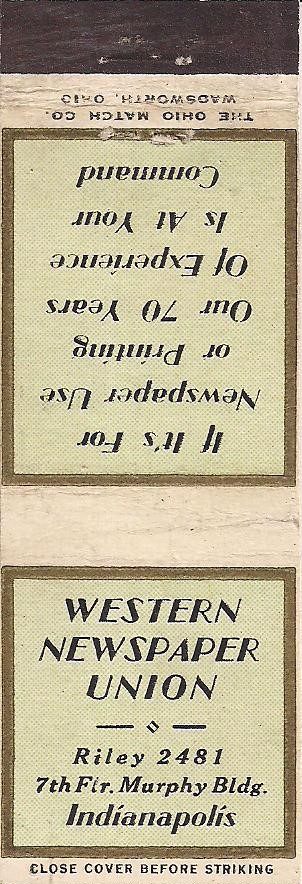 THE OHIO MATCH CO.
WADSWORTH, OHIO
If It's For
Newspaper Use
or Printing
Our 70 Years
Of Experience
Is At Your
Command
WESTERN
NEWSPAPER
UNION
Riley 2481
7th Flr. Murphy Bldg.
Indianapolis
CLOSE COVER BEFORE STRIKING